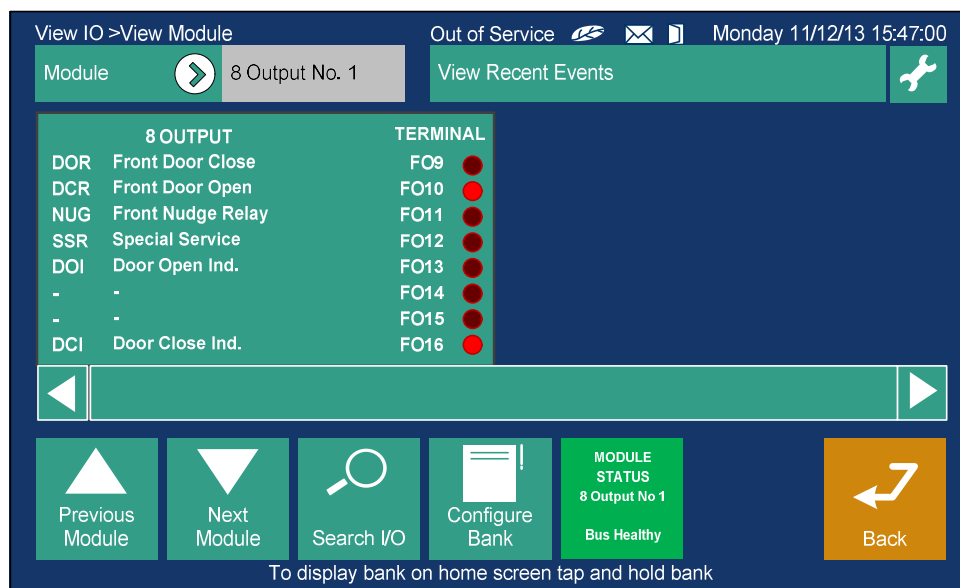 View IO >View Module Out of Service Monday 11/12/13 15:47:00
Module 8 Output No. 1 View Recent Events
8 OUTPUT TERMINAL
DOR Front Door Close FO9
DCR Front Door Open FO10
NUG Front Nudge Relay FO11
SSR Special Service FO12
DOI Door Open Ind. FO13
- - FO14
- - FO15
DCI Door Close Ind. FO16
Previous Module
Next Module
Search I/O
Configure Bank
MODULE
STATUS
8 Output No 1
Bus Healthy
Back
To display bank on home screen tap and hold bank